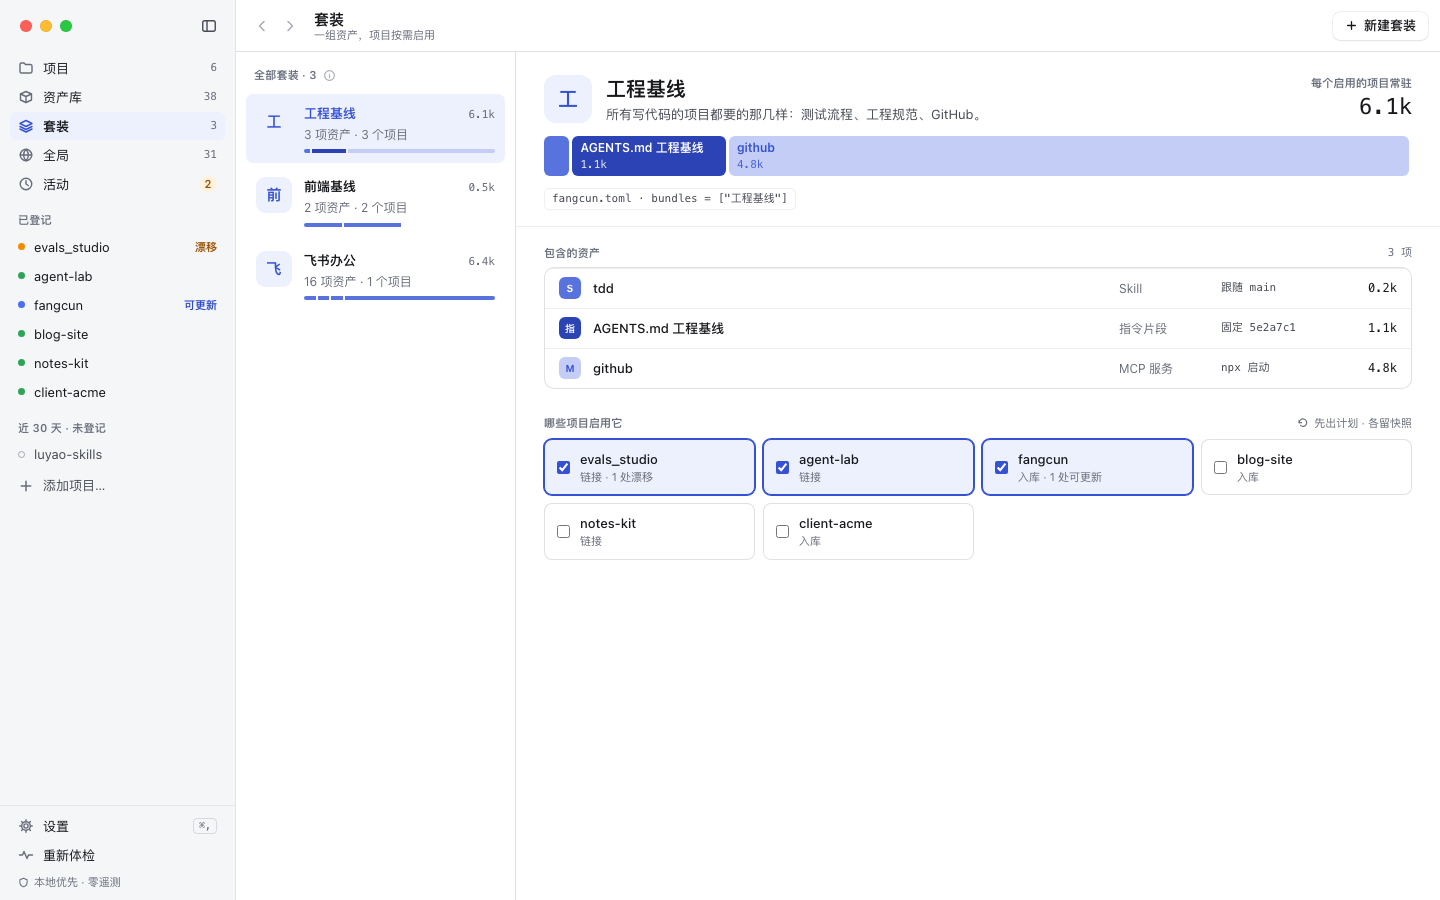 套装
一组资产，项目按需启用
新建套装
项目 6
资产库 38
套装 3
全局 31
活动 2
已登记
evals_studio 漂移
agent-lab
fangcun 可更新
blog-site
notes-kit
client-acme
近 30 天 · 未登记
luyao-skills
添加项目...
设置 ⌘,
重新体检
本地优先 · 零遥测
全部套装 · 3
工 工程基线 6.1k
3 项资产 · 3 个项目
前 前端基线 0.5k
2 项资产 · 2 个项目
飞 飞书办公 6.4k
16 项资产 · 1 个项目
工 工程基线
所有写代码的项目都要的那几样：测试流程、工程规范、GitHub。
每个启用的项目常驻
6.1k
AGENTS.md 工程基线
1.1k
github
4.8k
fangcun.toml · bundles = ["工程基线"]
包含的资产 3 项
S tdd Skill 跟随 main 0.2k
指 AGENTS.md 工程基线 指令片段 固定 5e2a7c1 1.1k
M github MCP 服务 npx 启动 4.8k
哪些项目启用它 先出计划 · 各留快照
evals_studio
链接 · 1 处漂移
agent-lab
链接
fangcun
入库 · 1 处可更新
blog-site
入库
notes-kit
链接
client-acme
入库